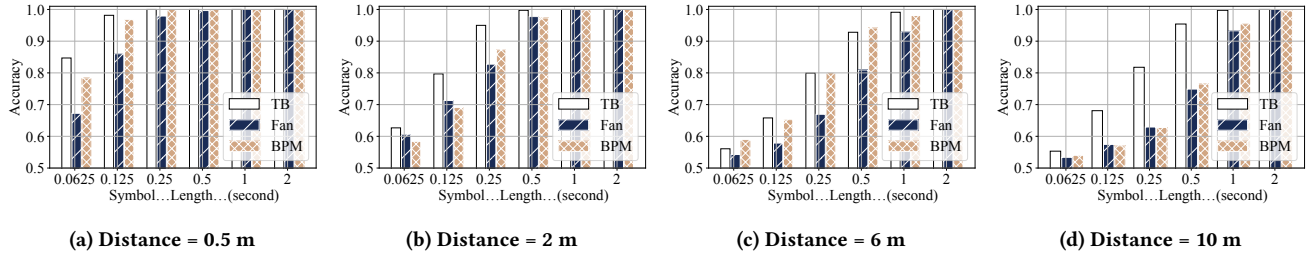 1.0
0.9
0.8
0.7
0.6
0.5
Accuracy
TB
Fan
BPM
0.0625 0.125 0.25 0.5 1 2
Symbol…Length…(second)
(a) Distance = 0.5 m
1.0
0.9
0.8
0.7
0.6
0.5
Accuracy
TB
Fan
BPM
0.0625 0.125 0.25 0.5 1 2
Symbol…Length…(second)
(b) Distance = 2 m
1.0
0.9
0.8
0.7
0.6
0.5
Accuracy
TB
Fan
BPM
0.0625 0.125 0.25 0.5 1 2
Symbol…Length…(second)
(c) Distance = 6 m
1.0
0.9
0.8
0.7
0.6
0.5
Accuracy
TB
Fan
BPM
0.0625 0.125 0.25 0.5 1 2
Symbol…Length…(second)
(d) Distance = 10 m